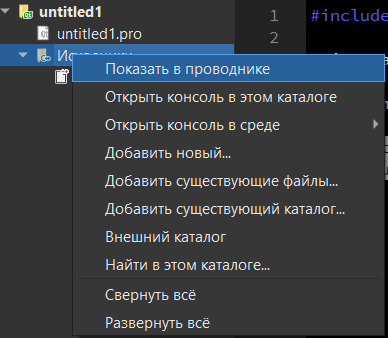 untitled1
untitled1.pro
Показать в проводнике
Открыть консоль в этом каталоге
Открыть консоль в среде
Добавить новый...
Добавить существующие файлы...
Добавить существующий каталог...
Внешний каталог
Найти в этом каталоге...
Свернуть всё
Развернуть всё
1 #include
2